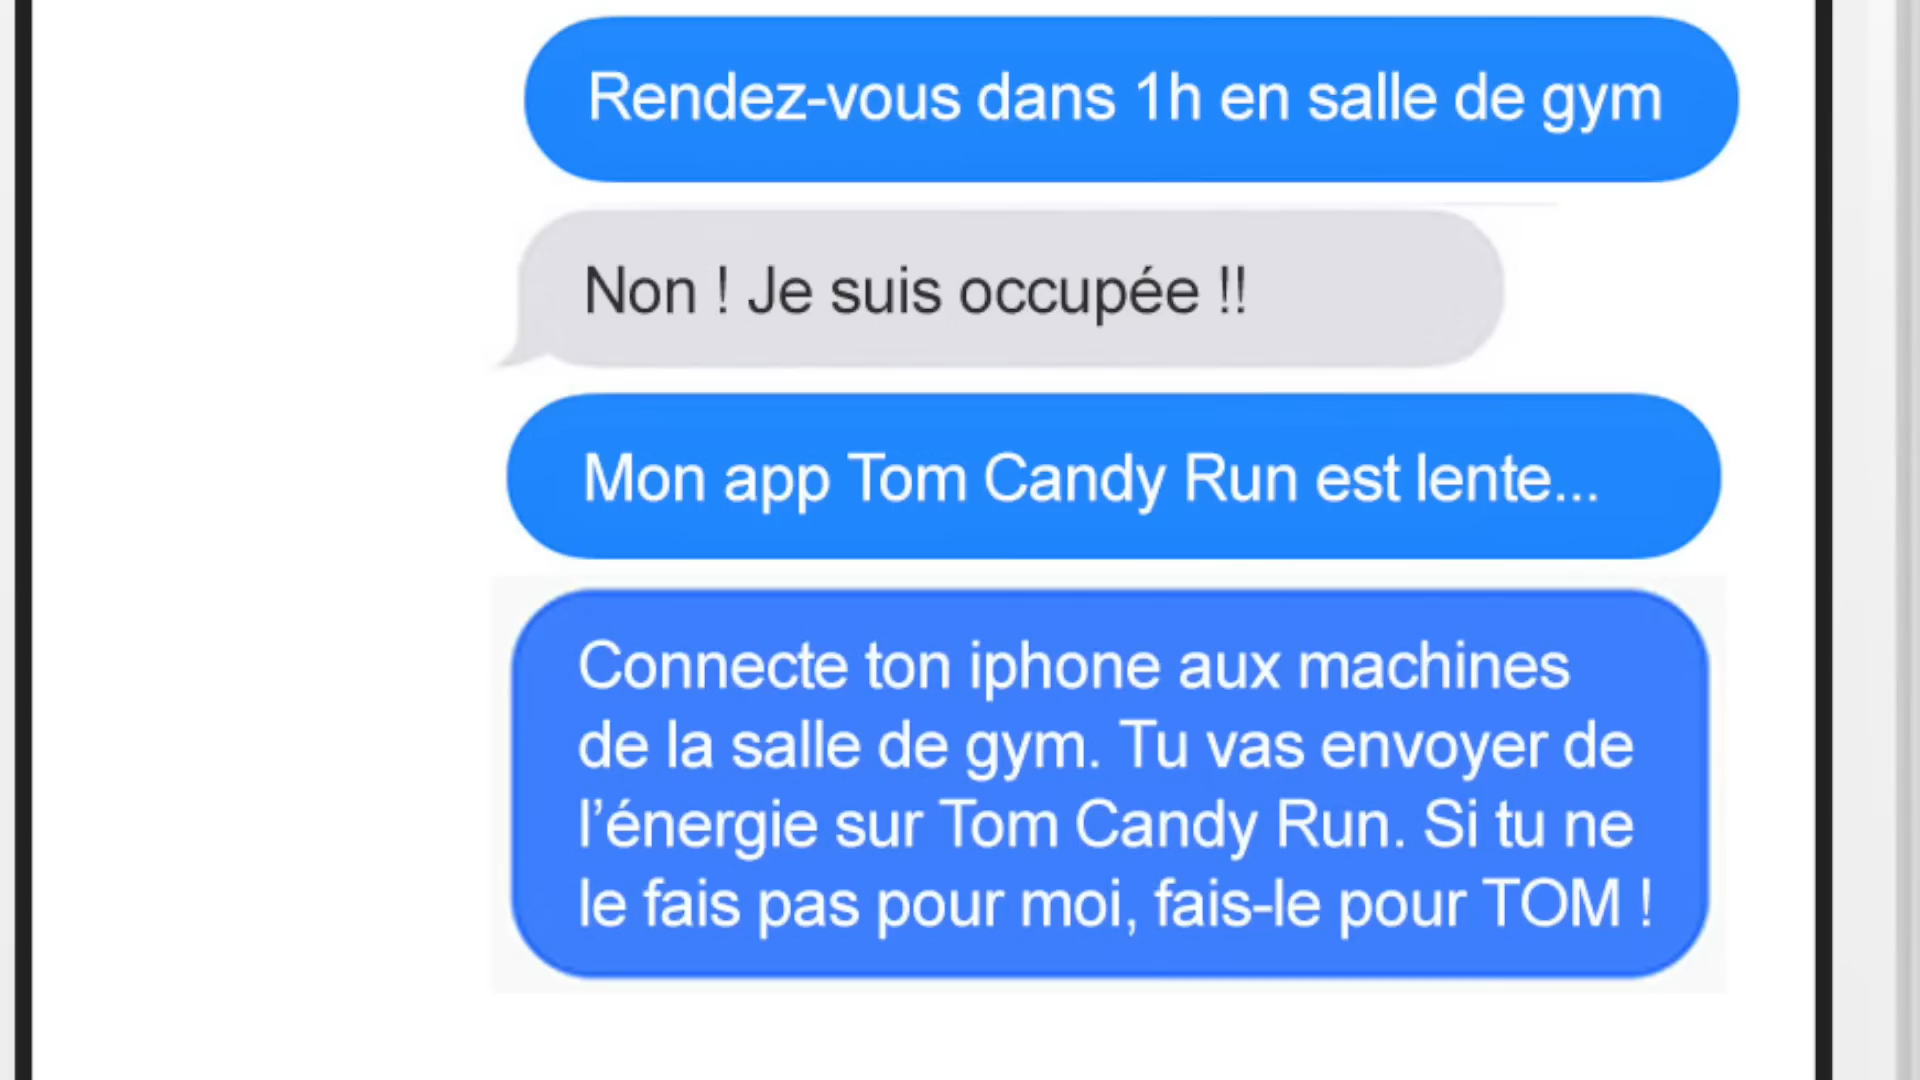 Rendez-vous dans 1h en salle de gym
Non ! Je suis occupée !!
Mon app Tom Candy Run est lente...
Connecte ton iphone aux machines
de la salle de gym. Tu vas envoyer de
l’énergie sur Tom Candy Run. Si tu ne
le fais pas pour moi, fais-le pour TOM !